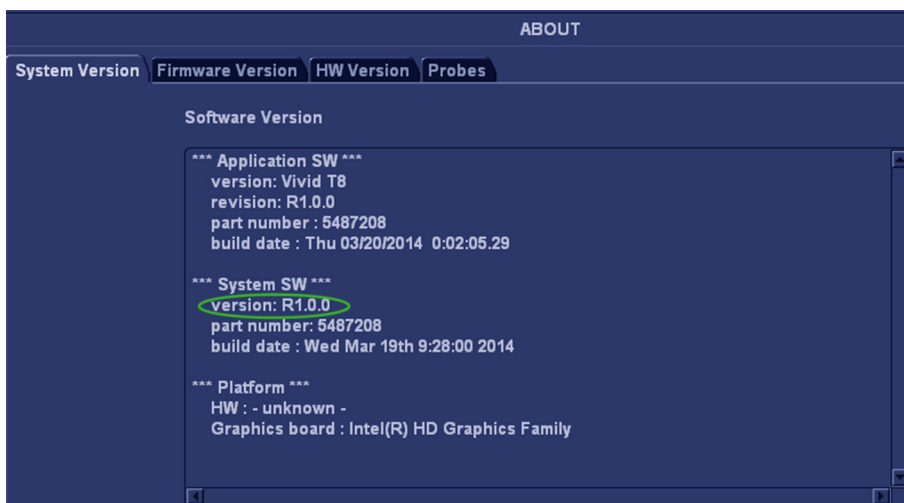 ABOUT
System Version Firmware Version HW Version Probes
Software Version
*** Application SW ***
version: Vivid T8
revision: R1.0.0
part number : 5487208
build date : Thu 03/20/2014 0:02:05.29
*** System SW ***
version: R1.0.0
part number: 5487208
build date : Wed Mar 19th 9:28:00 2014
*** Platform ***
HW : - unknown -
Graphics board : Intel(R) HD Graphics Family